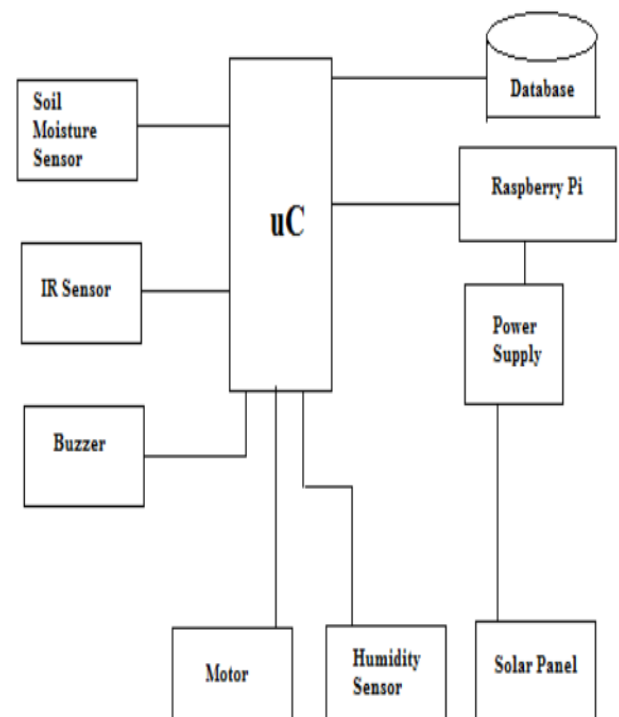 Soil
Moisture
Sensor
uC
Database
Raspberry Pi
IR Sensor
Power
Supply
Buzzer
Motor
Humidity
Sensor
Solar Panel